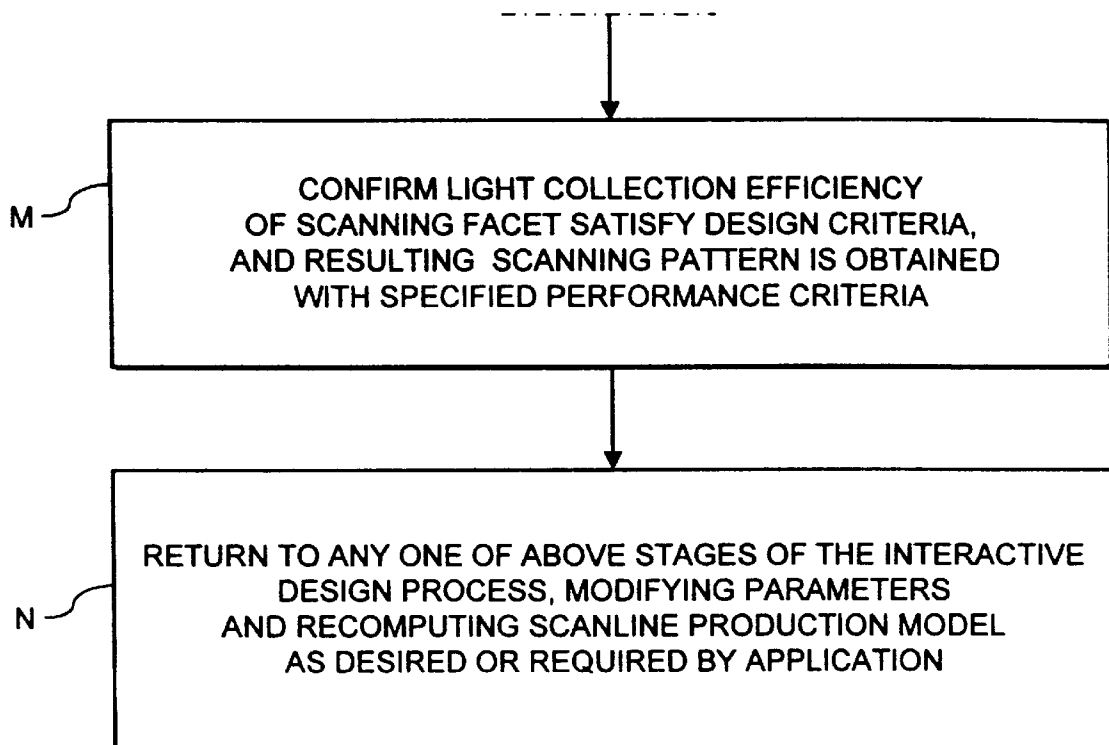 M
CONFIRM LIGHT COLLECTION EFFICIENCY
OF SCANNING FACET SATISFY DESIGN CRITERIA,
AND RESULTING SCANNING PATTERN IS OBTAINED
WITH SPECIFIED PERFORMANCE CRITERIA
N
RETURN TO ANY ONE OF ABOVE STAGES OF THE INTERACTIVE
DESIGN PROCESS, MODIFYING PARAMETERS
AND RECOMPUTING SCANLINE PRODUCTION MODEL
AS DESIRED OR REQUIRED BY APPLICATION